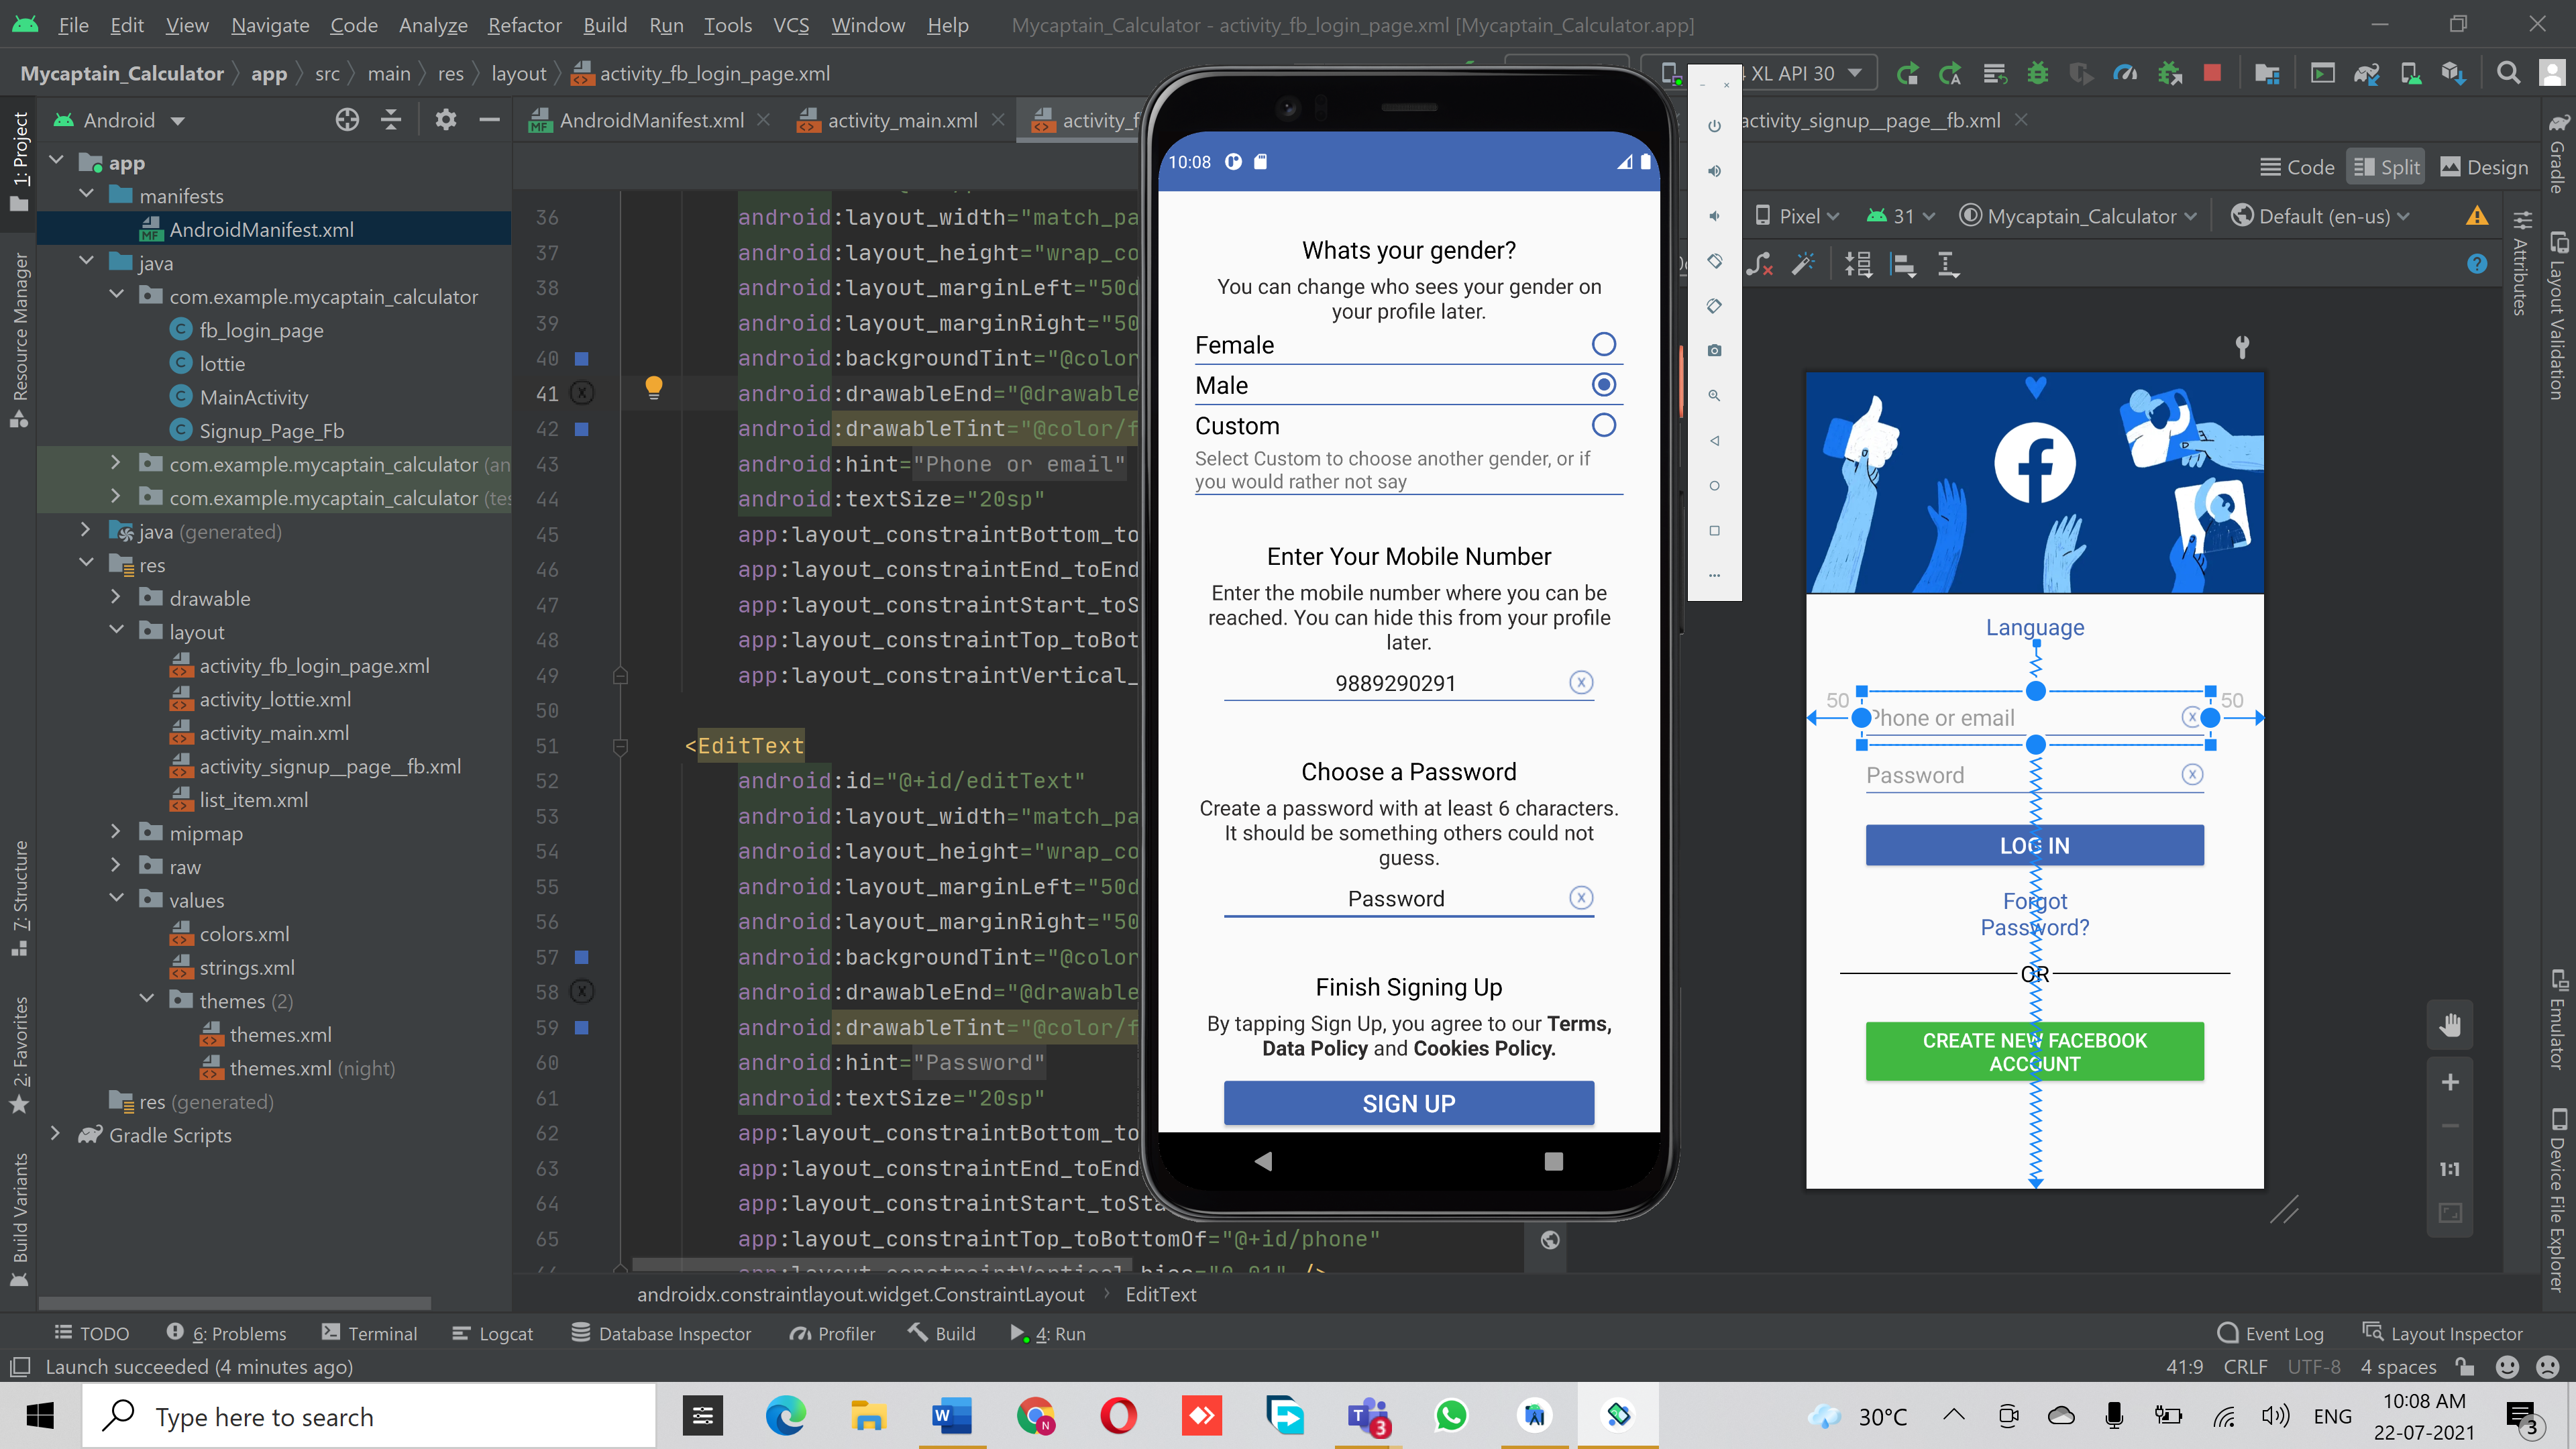 File Edit View Navigate Code Analyze Refactor Build Run Tools VCS Window Help Mycaptain_Calculator - activity_fb_login_page.xml [Mycaptain_Calculator.app]
Mycaptain_Calculator app src main res layout activity_fb_login_page.xml
XL API 30
1: Project
Resource Manager
7: Structure
2: Favorites
Build Variants
Android
app
manifests
AndroidManifest.xml
java
com.example.mycaptain_calculator
fb_login_page
lottie
MainActivity
Signup_Page_Fb
com.example.mycaptain_calculator (an
com.example.mycaptain_calculator (tes
java (generated)
res
drawable
layout
activity_fb_login_page.xml
activity_lottie.xml
activity_main.xml
activity_signup__page__fb.xml
list_item.xml
mipmap
raw
values
colors.xml
strings.xml
themes (2)
themes.xml
themes.xml (night)
res (generated)
Gradle Scripts
AndroidManifest.xml activity_main.xml activity_f activity_signup__page__fb.xml
Code Split Design
36 android:layout_width="match_pa
37 android:layout_height="wrap_co
38 android:layout_marginLeft="50d
39 android:layout_marginRight="50
40 android:backgroundTint="@color
41 android:drawableEnd="@drawable
42 android:drawableTint="@color/f
43 android:hint="Phone or email"
44 android:textSize="20sp"
45 app:layout_constraintBottom_to
46 app:layout_constraintEnd_toEnd
47 app:layout_constraintStart_toS
48 app:layout_constraintTop_toBot
49 app:layout_constraintVertical_
50
51 <EditText
52 android:id="@+id/editText"
53 android:layout_width="match_pa
54 android:layout_height="wrap_co
55 android:layout_marginLeft="50d
56 android:layout_marginRight="50
57 android:backgroundTint="@color
58 android:drawableEnd="@drawable
59 android:drawableTint="@color/f
60 android:hint="Password"
61 android:textSize="20sp"
62 app:layout_constraintBottom_to
63 app:layout_constraintEnd_toEnd
64 app:layout_constraintStart_toSta
65 app:layout_constraintTop_toBottomOf="@+id/phone"
androidx.constraintlayout.widget.ConstraintLayout EditText
10:08
Whats your gender?
You can change who sees your gender on
your profile later.
Female
Male
Custom
Select Custom to choose another gender, or if
you would rather not say
Enter Your Mobile Number
Enter the mobile number where you can be
reached. You can hide this from your profile
later.
9889290291
Choose a Password
Create a password with at least 6 characters.
It should be something others could not
guess.
Password
Finish Signing Up
By tapping Sign Up, you agree to our Terms,
Data Policy and Cookies Policy.
SIGN UP
Pixel 31 Mycaptain_Calculator Default (en-us)
Language
50 50
Phone or email
Password
LOG IN
Forgot
Password?
OR
CREATE NEW FACEBOOK
ACCOUNT
1:1
Attributes
Gradle
Layout Validation
Emulator
Device File Explorer
TODO 6: Problems Terminal Logcat Database Inspector Profiler Build 4: Run Event Log Layout Inspector
Launch succeeded (4 minutes ago) 41:9 CRLF UTF-8 4 spaces
Type here to search
3
30°C ENG
10:08 AM
22-07-2021
3